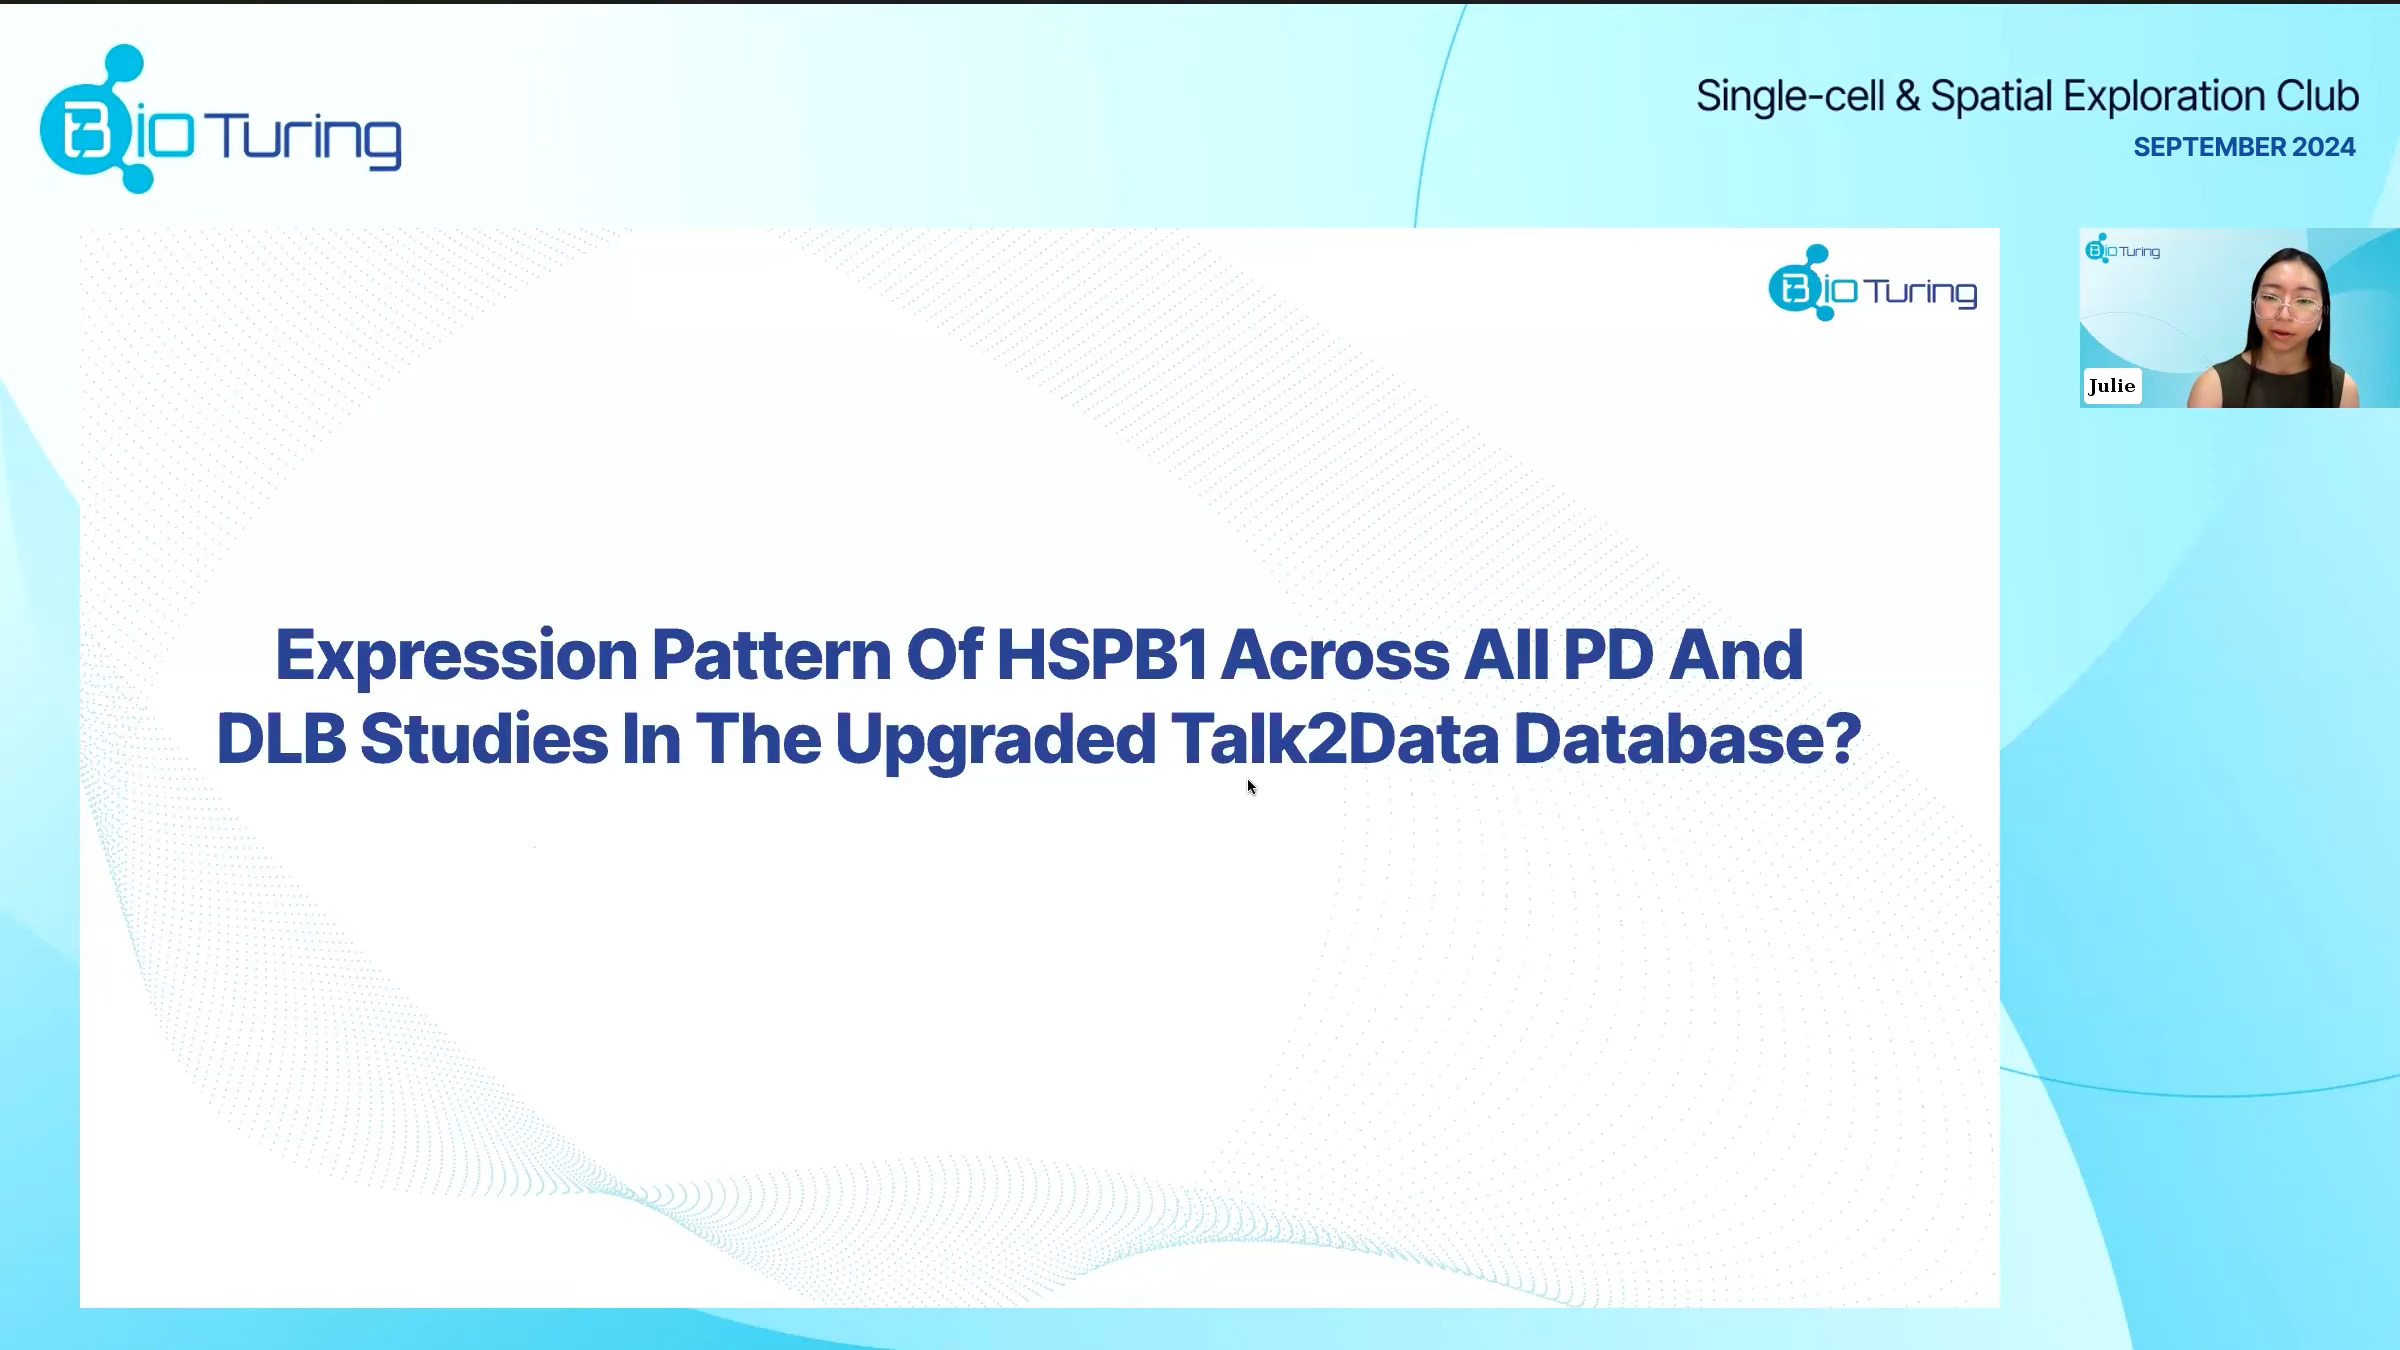 BioTuring
Single-cell & Spatial Exploration Club
SEPTEMBER 2024
BioTuring
BioTuring
Julie
Expression Pattern Of HSPB1 Across All PD And
DLB Studies In The Upgraded Talk2Data Database?